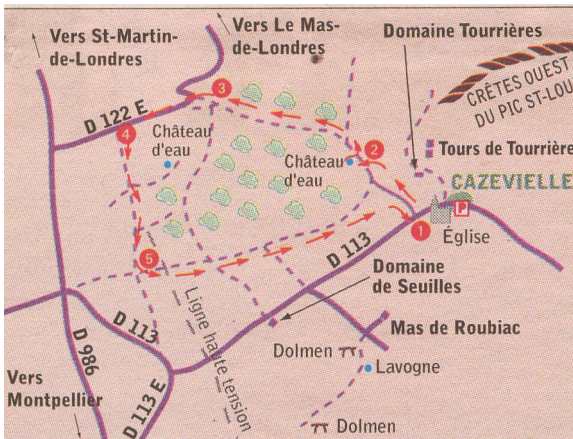 Vers St-Martin-
de-Londres
Vers Le Mas-
de-Londres
Domaine Tourrières
CRÊTES OUEST
DU PIC ST-LOU
D 122 E
3
4
Château
d'eau
Château
d'eau
2
Tours de Tourrière
CAZEVIELLE
P
1
Église
D 113
5
Domaine
de Seuilles
D 113
Ligne haute tension
Mas de Roubiac
D 986
Dolmen
Lavogne
Vers
Montpellier
D 113 E
Dolmen